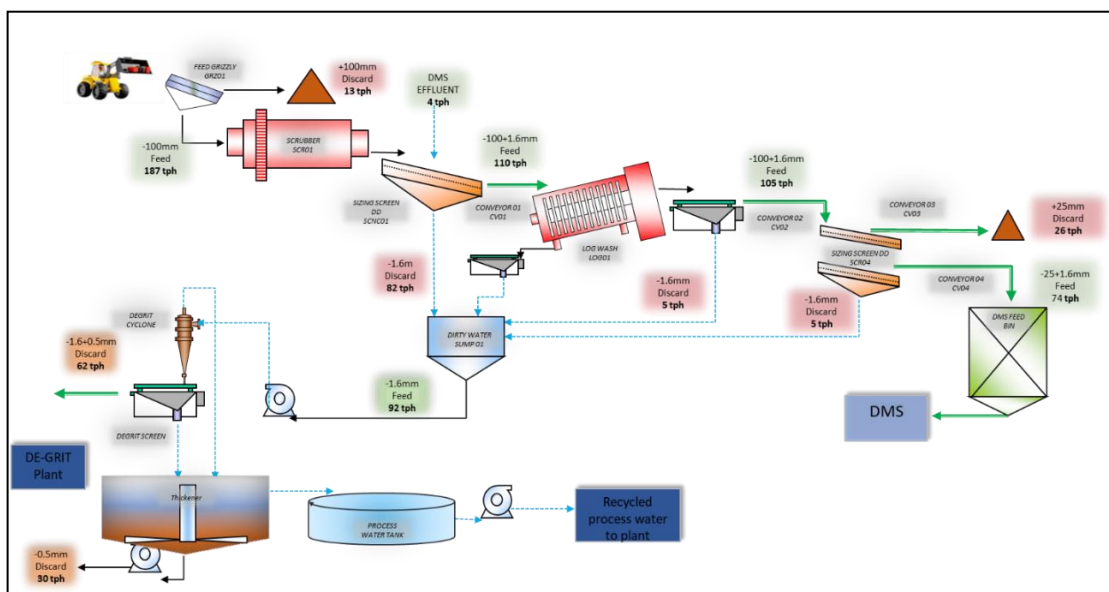 FEED GRIZZLY
GRZ01
+100mm
Discard
13 tph
DMS
EFFLUENT
4 tph
-100mm
Feed
187 tph
SCRUBBER
SCR01
-100+1.6mm
Feed
110 tph
SIZING SCREEN
DD
SCNC01
CONVEYOR 01
CV01
LOG WASH
LOG01
-100+1.6mm
Feed
105 tph
CONVEYOR 02
CV02
CONVEYOR 03
CV03
+25mm
Discard
26 tph
SIZING SCREEN DD
SCR04
CONVEYOR 04
CV04
-25+1.6mm
Feed
74 tph
-1.6m
Discard
82 tph
-1.6mm
Discard
5 tph
-1.6mm
Discard
5 tph
DMS FEED
BIN
DMS
DIRTY WATER
SUMP 01
-1.6mm
Feed
92 tph
DEGRIT
CYCLONE
-1.6+0.5mm
Discard
62 tph
DEGRIT SCREEN
DE-GRIT
Plant
Thickener
PROCESS
WATER TANK
Recycled
process water
to plant
-0.5mm
Discard
30 tph